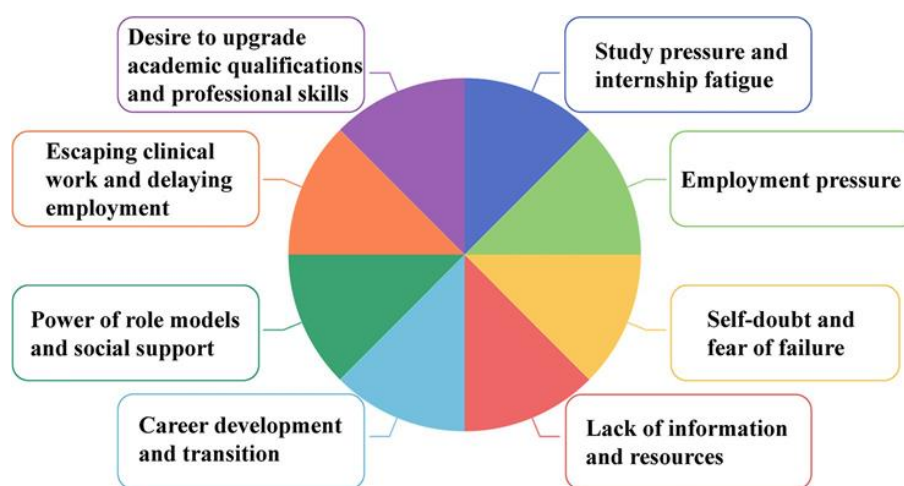 Desire to upgrade
academic qualifications
and professional skills
Study pressure and
internship fatigue
Escaping clinical
work and delaying
employment
Employment pressure
Power of role models
and social support
Self-doubt and
fear of failure
Career development
and transition
Lack of information
and resources